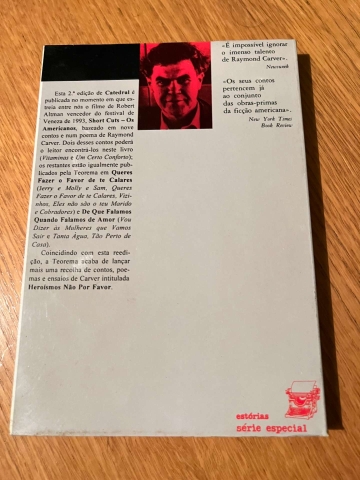 Esta 2.ª edição de Catedral é
publicada no momento em que es-
treia entre nós o filme de Robert
Altman vencedor do festival de
Veneza de 1993, Short Cuts — Os
Americanos, baseado em nove
contos e num poema de Raymond
Carver. Dois desses contos poderá
o leitor encontrá-los neste livro
(Vitaminas e Um Certo Conforto);
os restantes estão igualmente publi-
cados pela Teorema em Queres
Fazer o Favor de te Calares
(Jerry e Molly e Sam, Queres
Fazer o Favor de te Calares, Vizi-
nhos, Eles não são o teu Marido
e Cobradores) e De Que Falamos
Quando Falamos de Amor (Vou
Dizer às Mulheres que Vamos
Sair e Tanta Água, Tão Perto de
Casa).
Coincidindo com esta reedi-
ção, a Teorema acaba de lançar
mais uma recolha de contos, poe-
mas e ensaios de Carver intitulada
Heroísmos Não Por Favor.
«É impossível ignorar
o imenso talento
de Raymond Carver.»
Newsweek
«Os seus contos
pertencem já
ao conjunto
das obras-primas
da ficção americana».
New York Times
Book Review
estórias
série especial